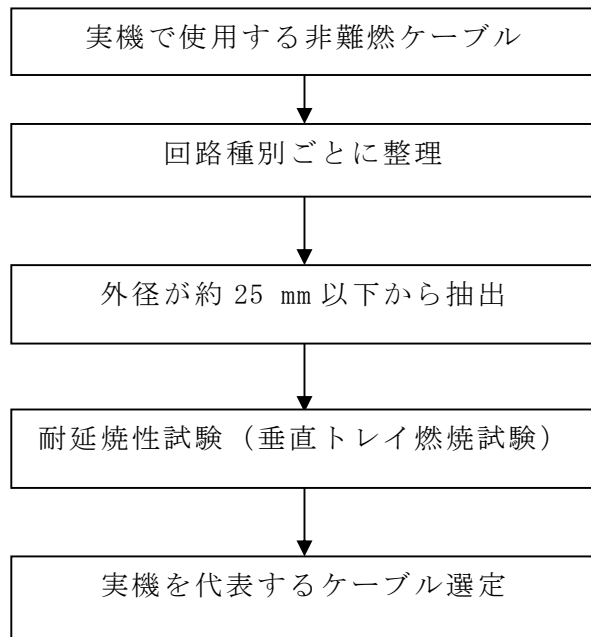 実機で使用する非難燃ケーブル
回路種別ごとに整理
外径が約 25 mm 以下から抽出
耐延焼性試験（垂直トレイ燃焼試験）
実機を代表するケーブル選定